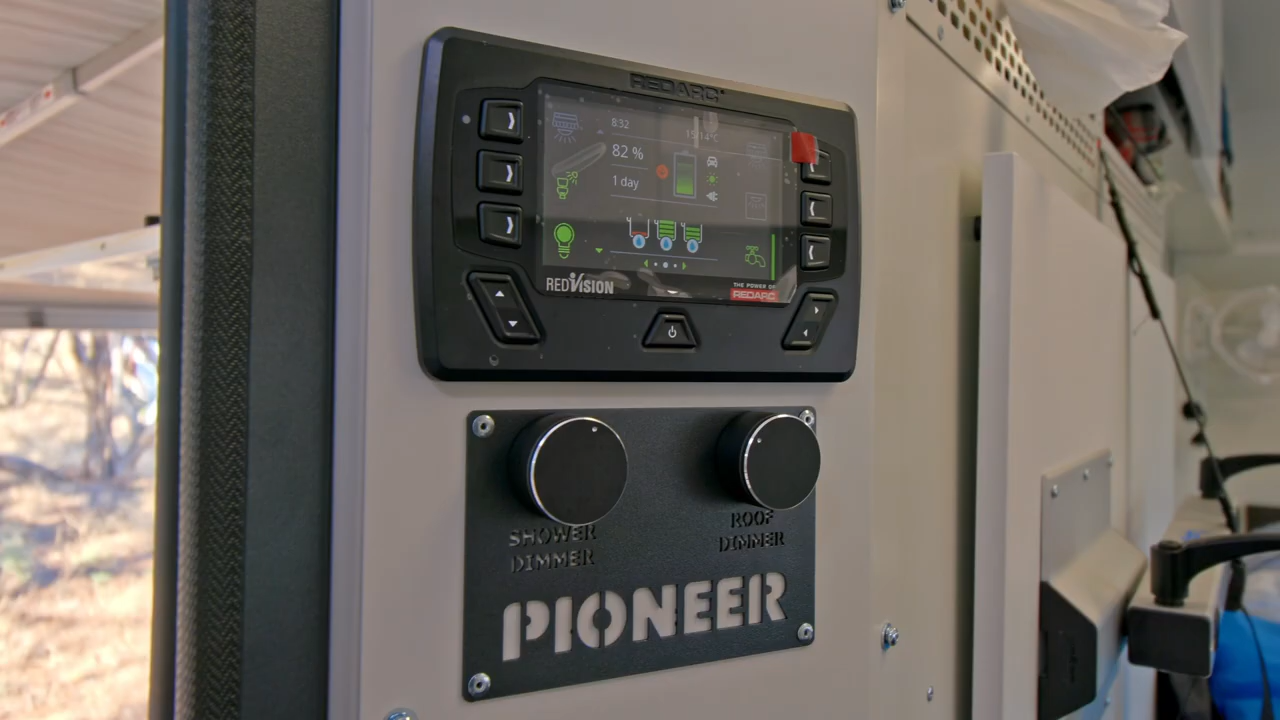 REDARC
8:32
82 %
1 day
REDVISION
THE POWER OF
REDARC
SHOWER
DIMMER
ROOF
DIMMER
PIONEER